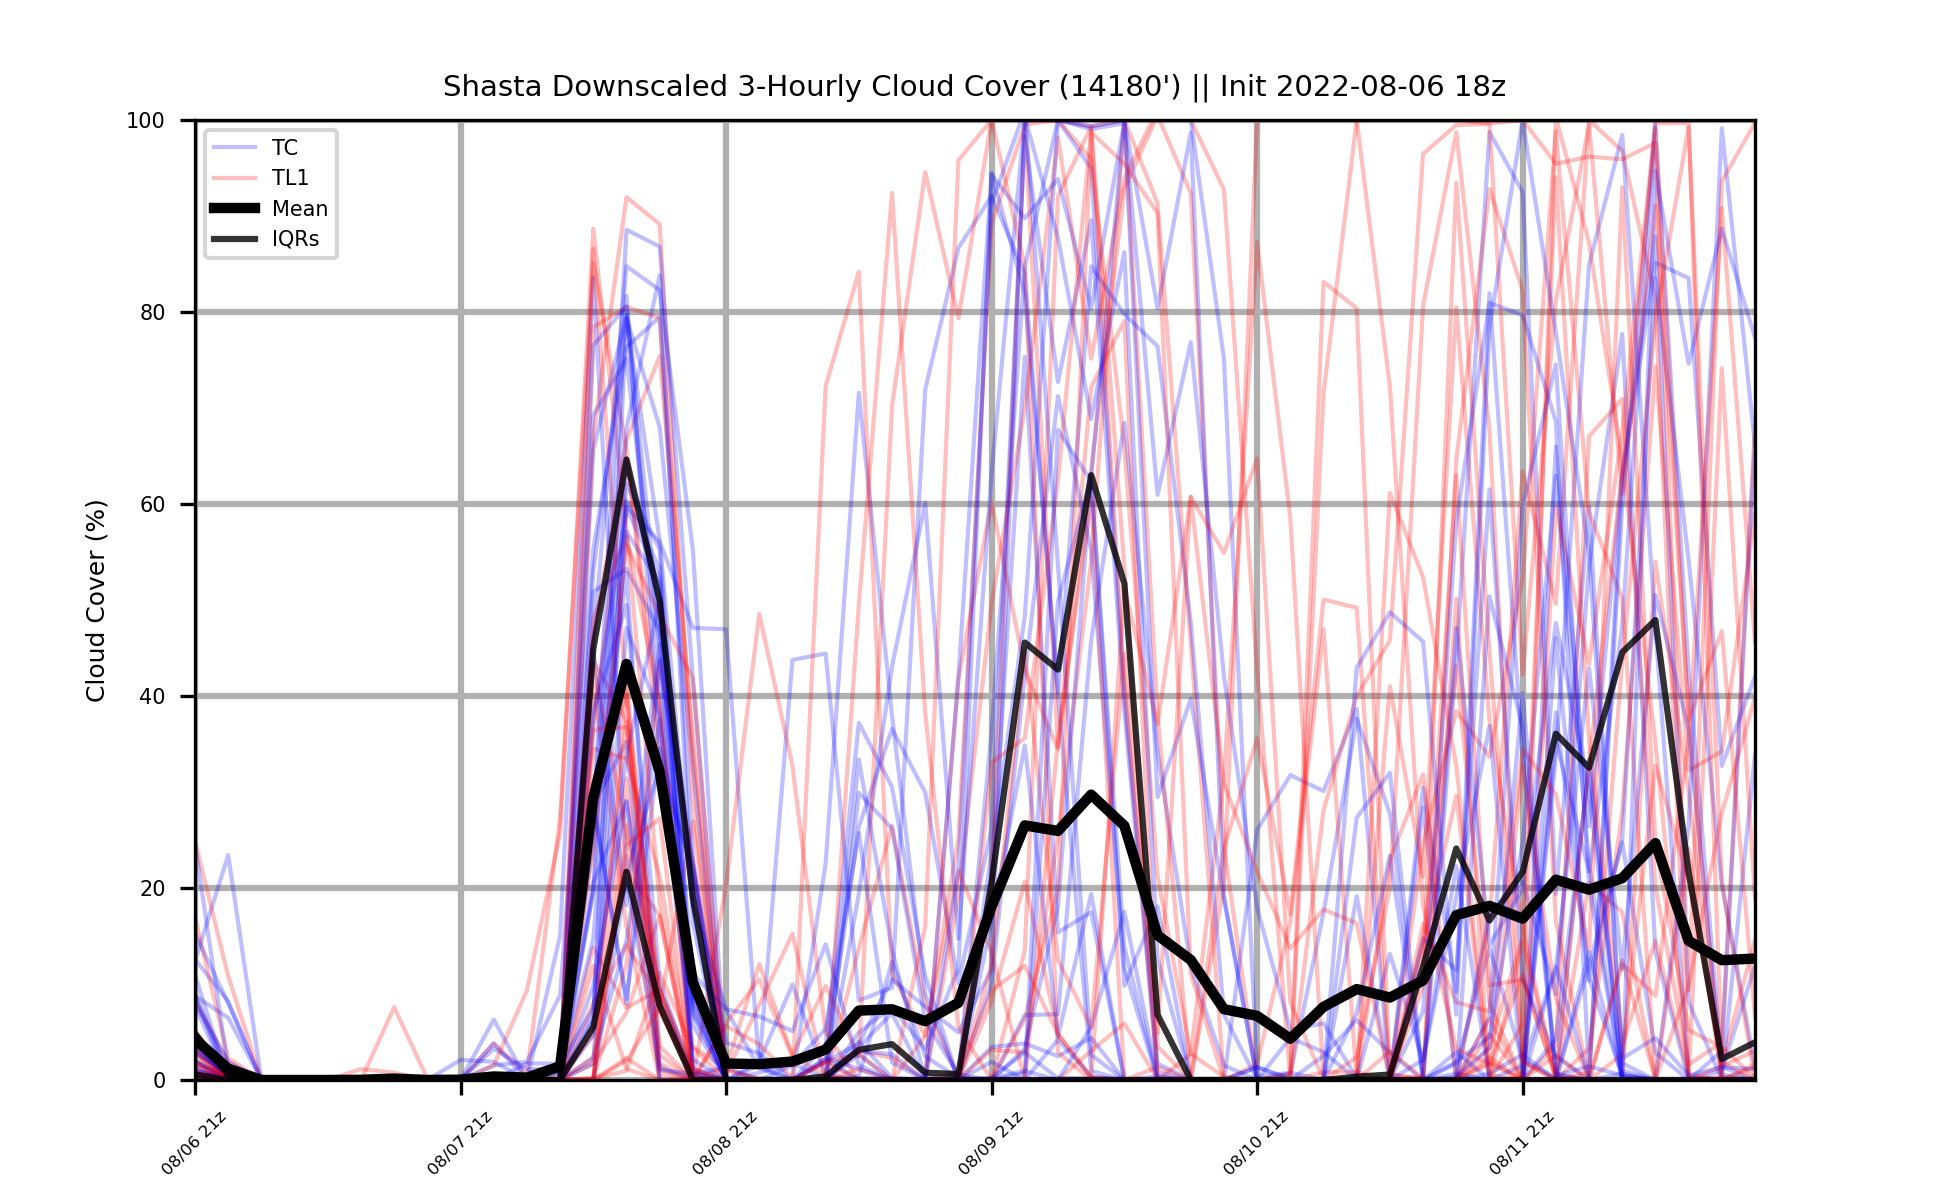 Shasta Downscaled 3-Hourly Cloud Cover (14180') || Init 2022-08-06 18z
100
80
60
40
20
0
Cloud Cover (%)
TC
TL1
Mean
IQRs
08/06 21z
08/07 21z
08/08 21z
08/09 21z
08/10 21z
08/11 21z